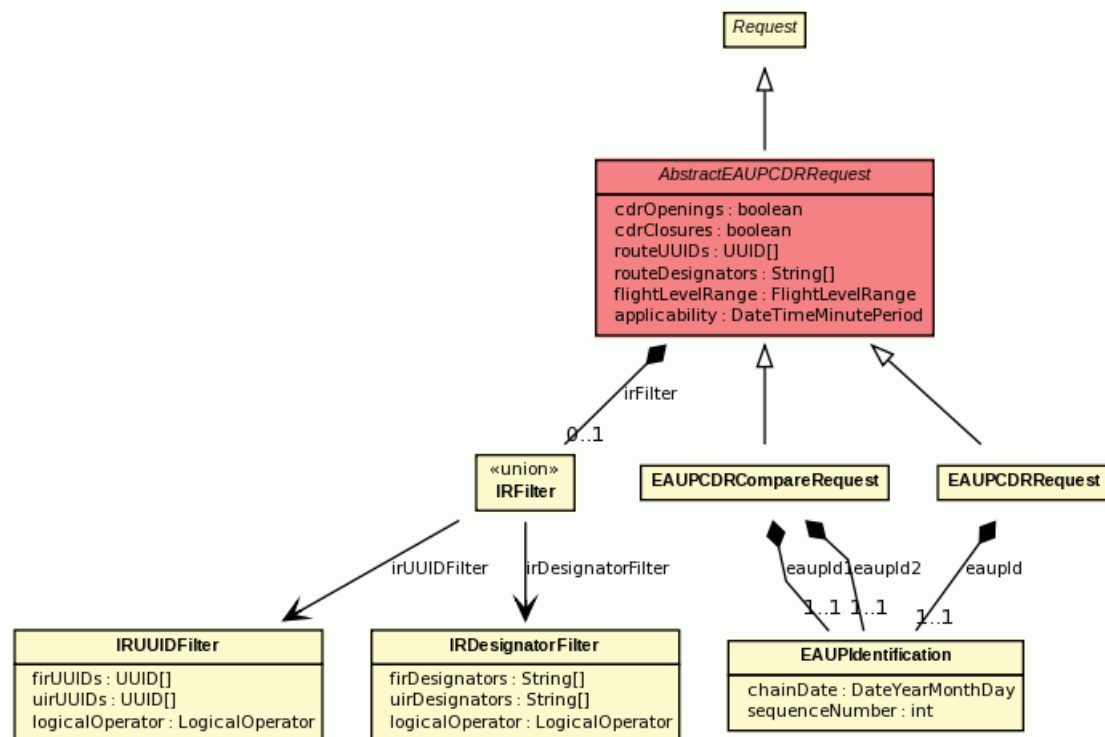 Request
AbstractEAUPCDRRequest
cdrOpenings : boolean
cdrClosures : boolean
routeUUIDs : UUID[]
routeDesignators : String[]
flightLevelRange : FlightLevelRange
applicability : DateTimeMinutePeriod
irFilter
0..1
«union»
IRFilter
EAUPCDRCompareRequest
EAUPCDRRequest
irUUIDFilter
irDesignatorFilter
eaupId1
eaupId2
eaupId
1..1
1..1
1..1
IRUUIDFilter
firUUIDs : UUID[]
uirUUIDs : UUID[]
logicalOperator : LogicalOperator
IRDesignatorFilter
firDesignators : String[]
uirDesignators : String[]
logicalOperator : LogicalOperator
EAUPIdentification
chainDate : DateYearMonthDay
sequenceNumber : int